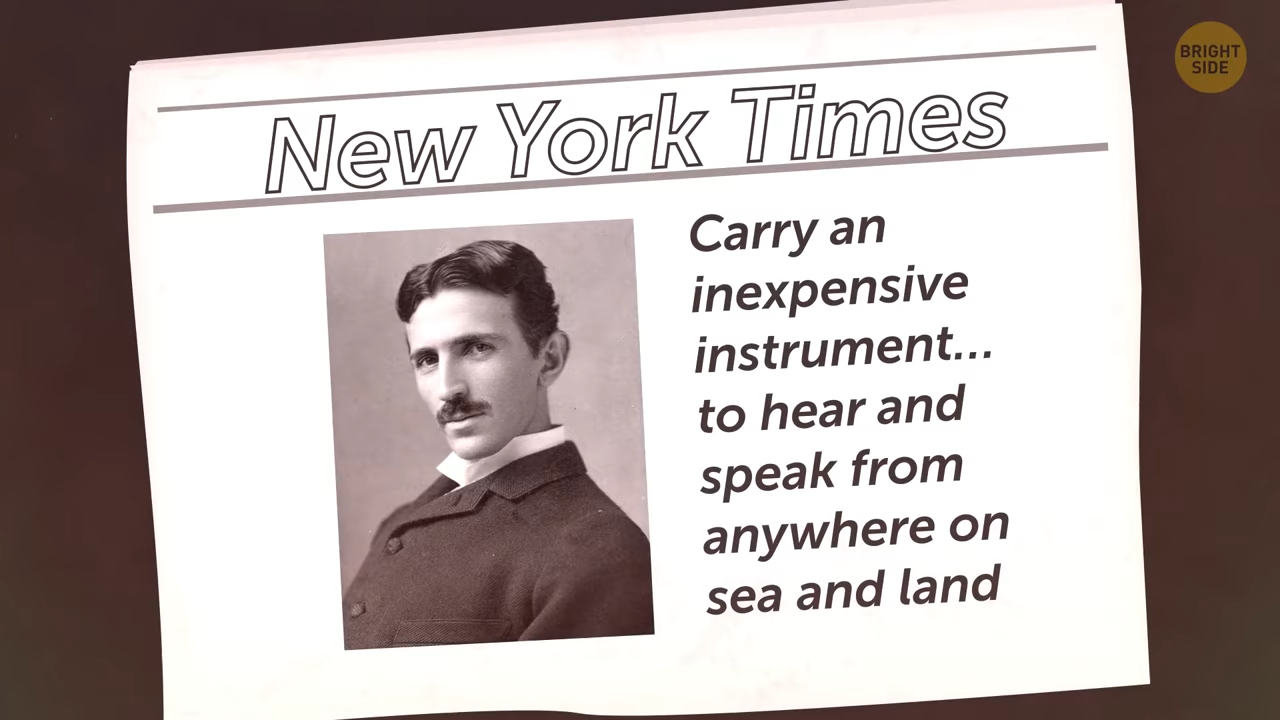 BRIGHT
SIDE
New York Times
Carry an
inexpensive
instrument...
to hear and
speak from
anywhere on
sea and land